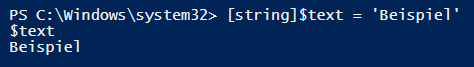 PS C:\Windows\system32> [string]$text = 'Beispiel'
$text
Beispiel